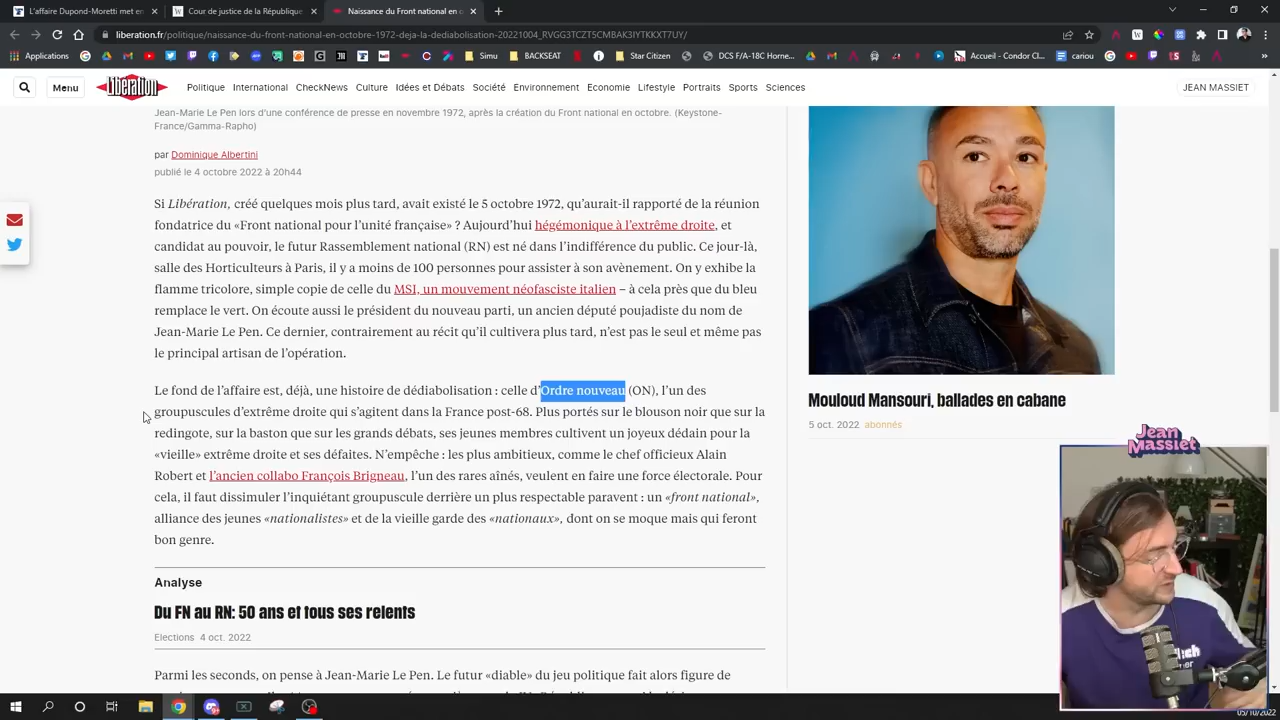 L'affaire Dupond-Moretti met en
Cour de justice de la République
Naissance du Front national en o
liberation.fr/politique/naissance-du-front-national-en-octobre-1972-deja-la-dediabolisation-20221004_RVGG3TCZT5CMBAK3IYTKKXT7UY/
Applications
Simu
BACKSEAT
Star Citizen
DCS F/A-18C Horne...
Accueil - Condor Cl...
cariou
Menu
Libération
Politique International CheckNews Culture Idées et Débats Société Environnement Economie Lifestyle Portraits Sports Sciences
JEAN MASSIET
Jean-Marie Le Pen lors d'une conférence de presse en novembre 1972, après la création du Front national en octobre. (Keystone-
France/Gamma-Rapho)
par Dominique Albertini
publié le 4 octobre 2022 à 20h44
Si Libération, créé quelques mois plus tard, avait existé le 5 octobre 1972, qu'aurait-il rapporté de la réunion
fondatrice du «Front national pour l'unité française» ? Aujourd'hui hégémonique à l'extrême droite, et
candidat au pouvoir, le futur Rassemblement national (RN) est né dans l'indifférence du public. Ce jour-là,
salle des Horticulteurs à Paris, il y a moins de 100 personnes pour assister à son avènement. On y exhibe la
flamme tricolore, simple copie de celle du MSI, un mouvement néofasciste italien – à cela près que du bleu
remplace le vert. On écoute aussi le président du nouveau parti, un ancien député poujadiste du nom de
Jean-Marie Le Pen. Ce dernier, contrairement au récit qu'il cultivera plus tard, n'est pas le seul et même pas
le principal artisan de l'opération.
Le fond de l'affaire est, déjà, une histoire de dédiabolisation : celle d'Ordre nouveau (ON), l'un des
groupuscules d'extrême droite qui s'agitent dans la France post-68. Plus portés sur le blouson noir que sur la
redingote, sur la baston que sur les grands débats, ses jeunes membres cultivent un joyeux dédain pour la
«vieille» extrême droite et ses défaites. N'empêche : les plus ambitieux, comme le chef officieux Alain
Robert et l'ancien collabo François Brigneau, l'un des rares aînés, veulent en faire une force électorale. Pour
cela, il faut dissimuler l'inquiétant groupuscule derrière un plus respectable paravent : un «front national»,
alliance des jeunes «nationalistes» et de la vieille garde des «nationaux», dont on se moque mais qui feront
bon genre.
Analyse
Du FN au RN: 50 ans et tous ses relents
Elections 4 oct. 2022
Parmi les seconds, on pense à Jean-Marie Le Pen. Le futur «diable» du jeu politique fait alors figure de
Mouloud Mansouri, ballades en cabane
5 oct. 2022 abonnés
Jean
Massiet
05/10/2022